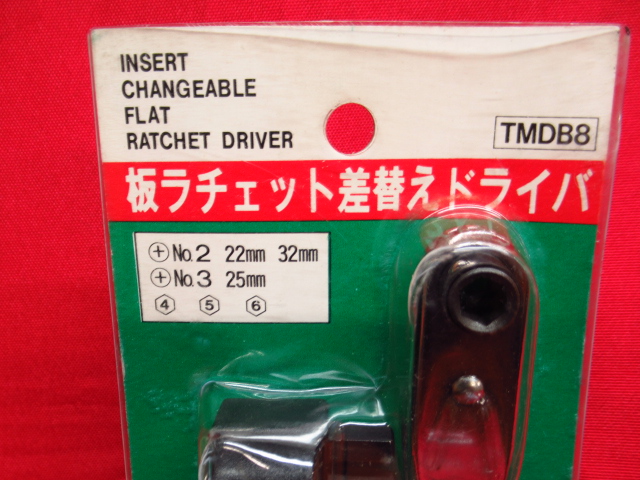 INSERT
CHANGEABLE
FLAT
RATCHET DRIVER
TMDB8
板ラチェット差替えドライバ
⊕ No.2 22mm 32mm
⊕ No.3 25mm
4 5 6